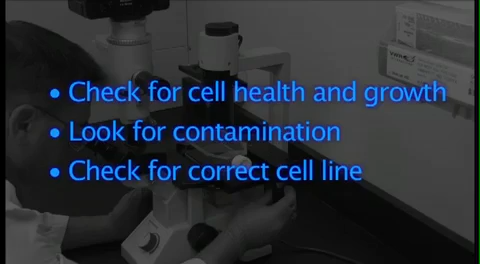 • Check for cell health and growth
• Look for contamination
• Check for correct cell line